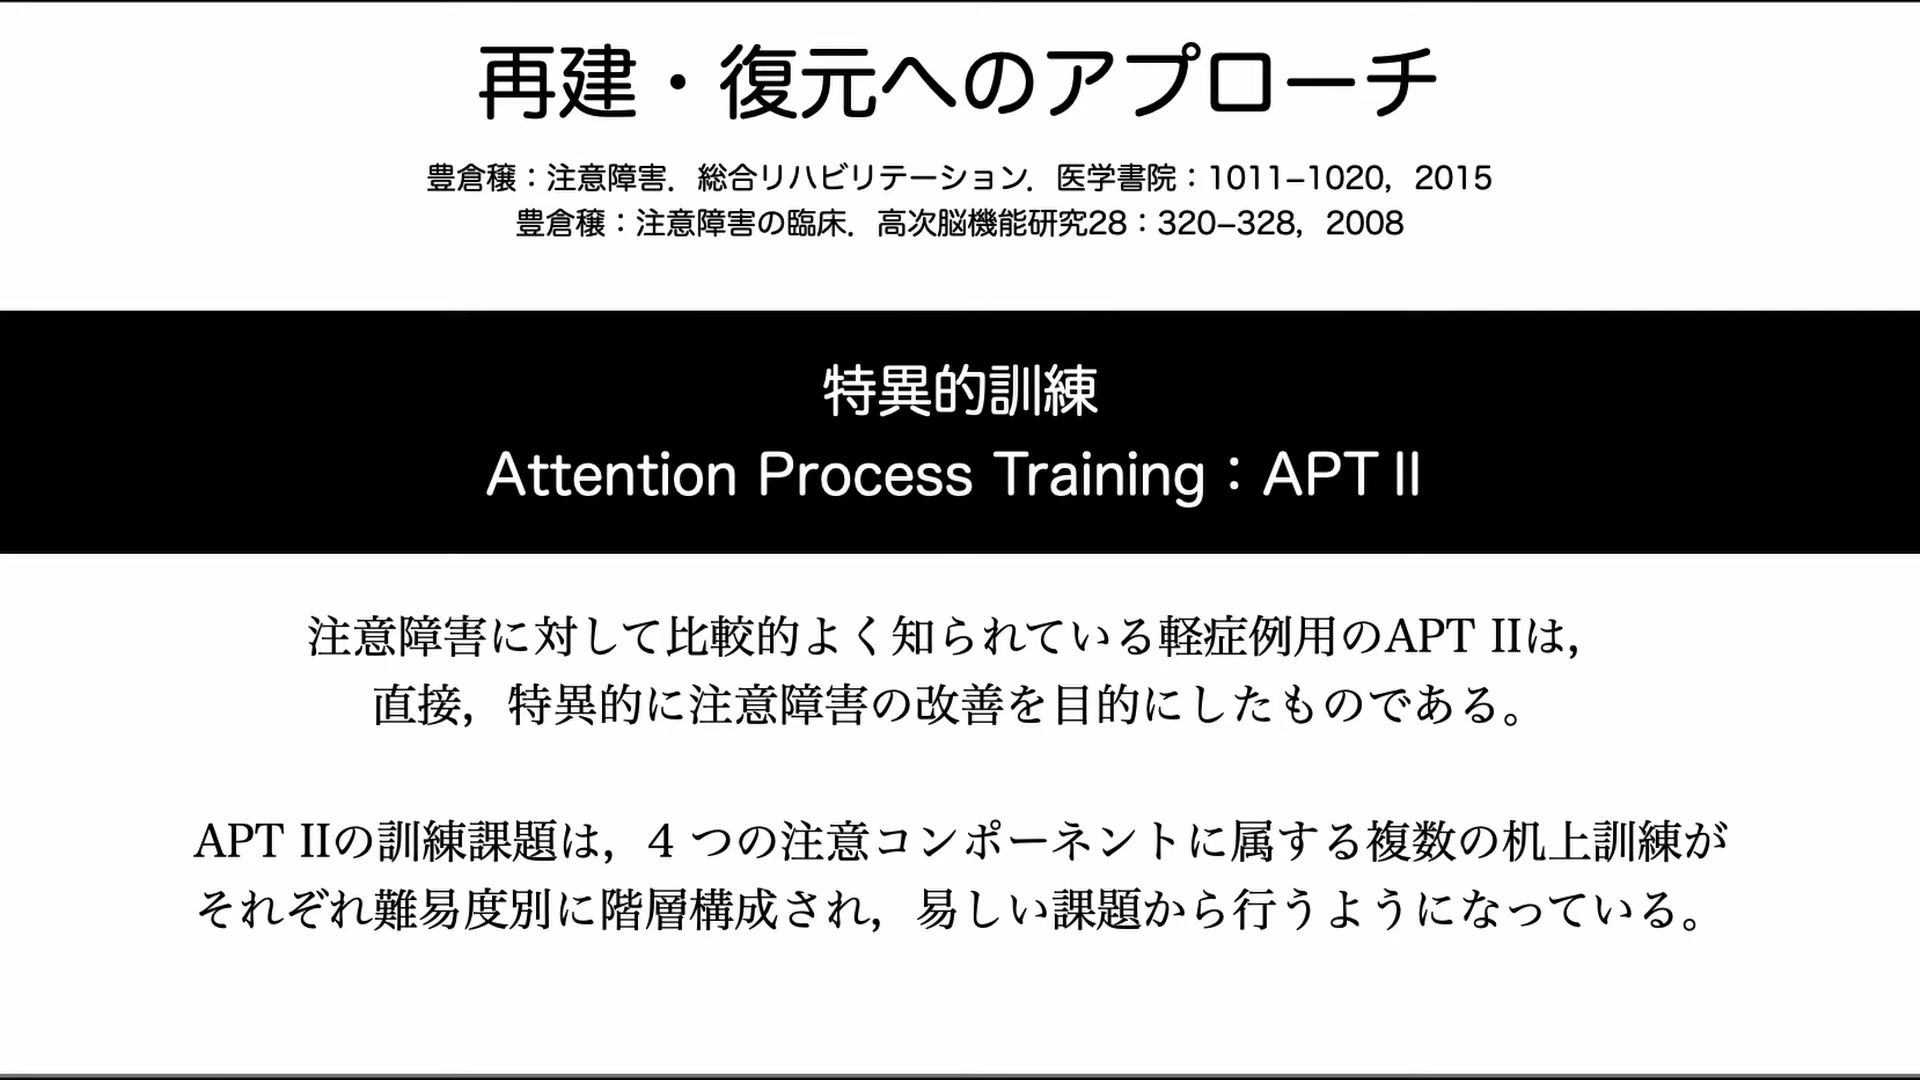 再建・復元へのアプローチ
豊倉穣：注意障害．総合リハビリテーション．医学書院：1011−1020，2015
豊倉穣：注意障害の臨床．高次脳機能研究28：320−328，2008
特異的訓練
Attention Process Training：APTⅡ
注意障害に対して比較的よく知られている軽症例用のAPT IIは，
直接，特異的に注意障害の改善を目的にしたものである。
APT IIの訓練課題は，４つの注意コンポーネントに属する複数の机上訓練が
それぞれ難易度別に階層構成され，易しい課題から行うようになっている。